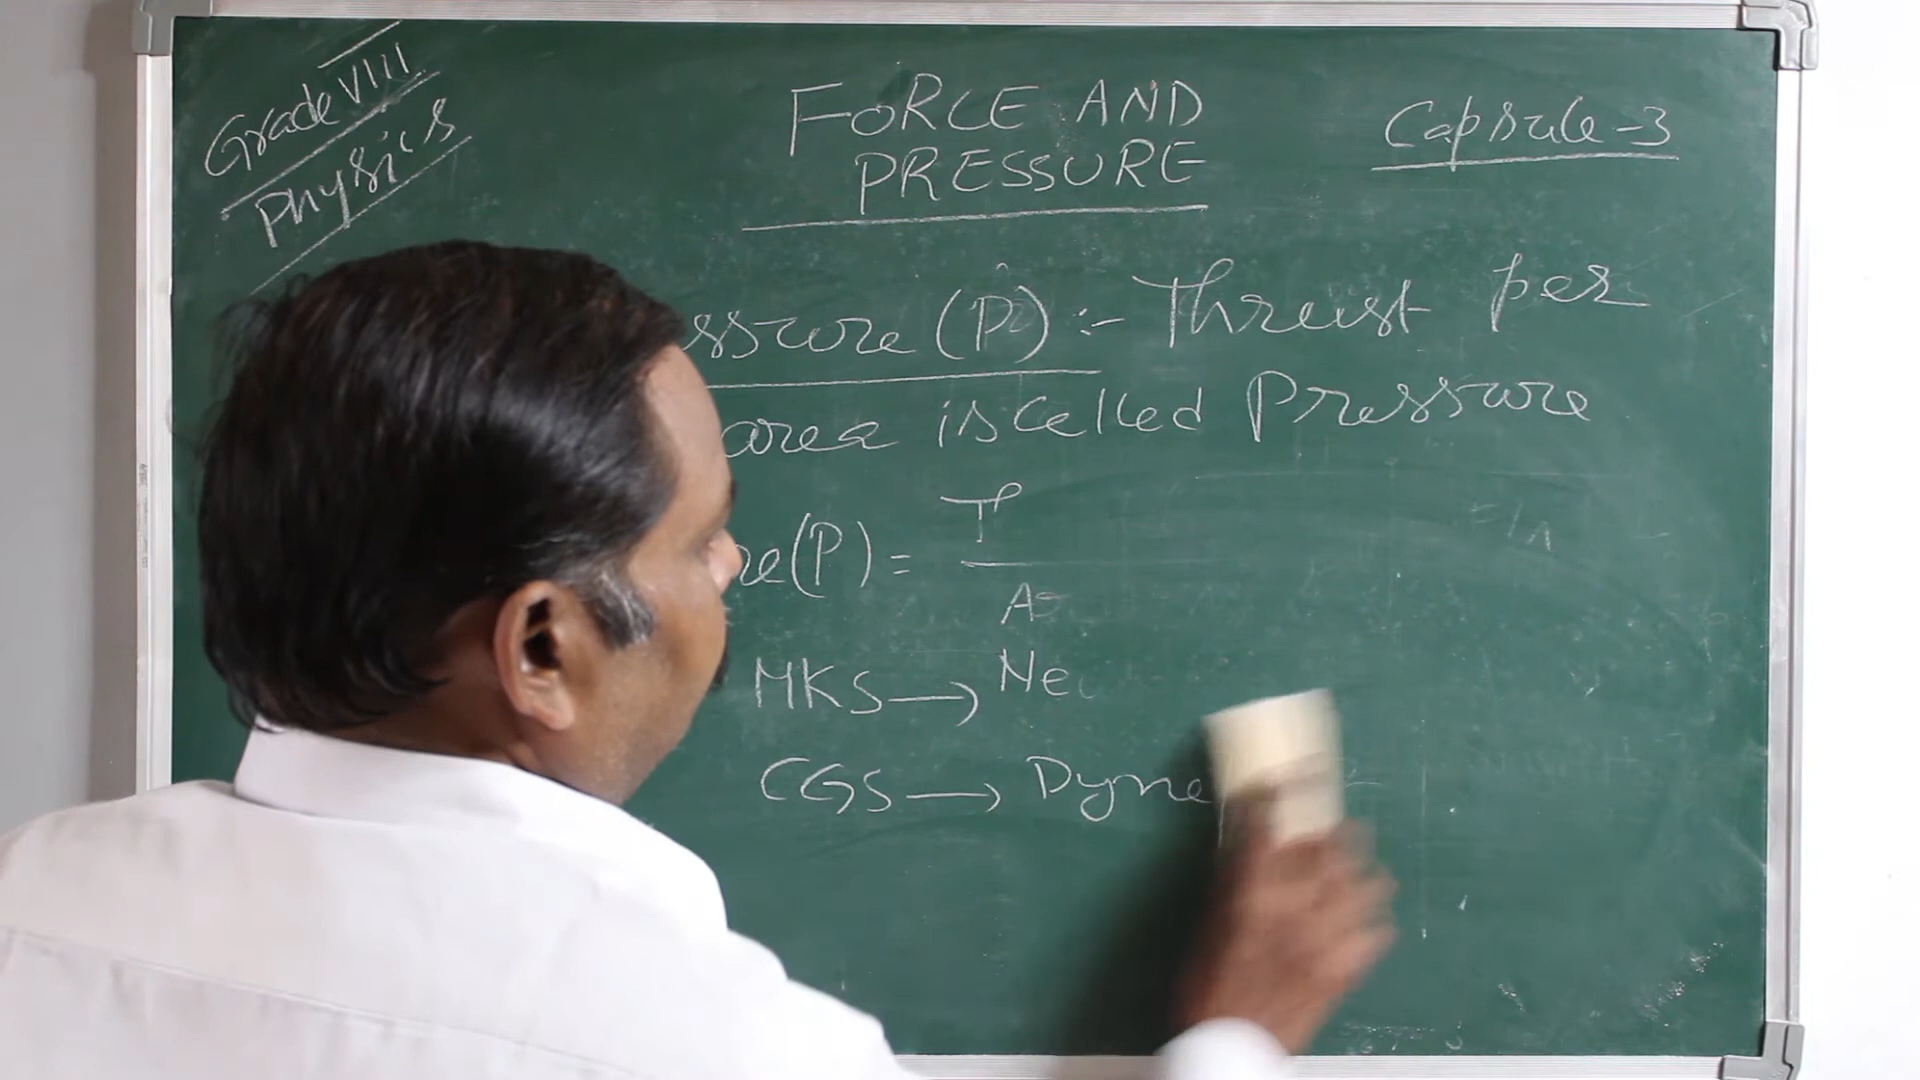 Grade VIII
Physics
FORCE AND
PRESSURE
Capsule-3
ssure (P) :- Thrust per
area is called Pressure
re(P) = T
A
MKS → Ne
CGS → Dyne